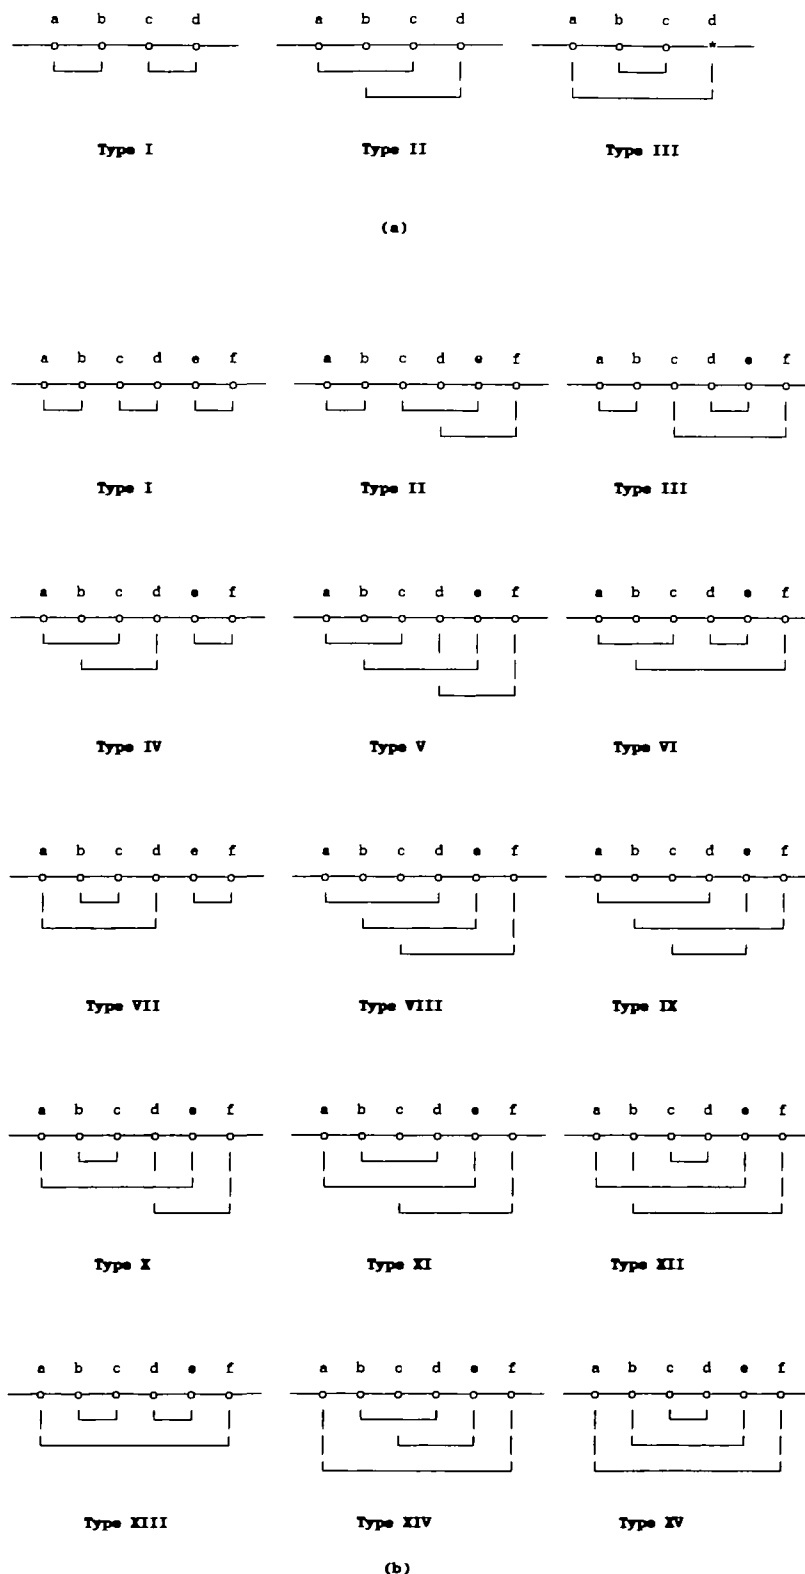 a b c d a b c d a b c d
Type I Type II Type III
(a)
a b c d e f a b c d e f a b c d e f
Type I Type II Type III
a b c d e f a b c d e f a b c d e f
Type IV Type V Type VI
a b c d e f a b c d e f a b c d e f
Type VII Type VIII Type IX
a b c d e f a b c d e f a b c d e f
Type X Type XI Type XII
a b c d e f a b c d e f a b c d e f
Type XIII Type XIV Type XV
(b)